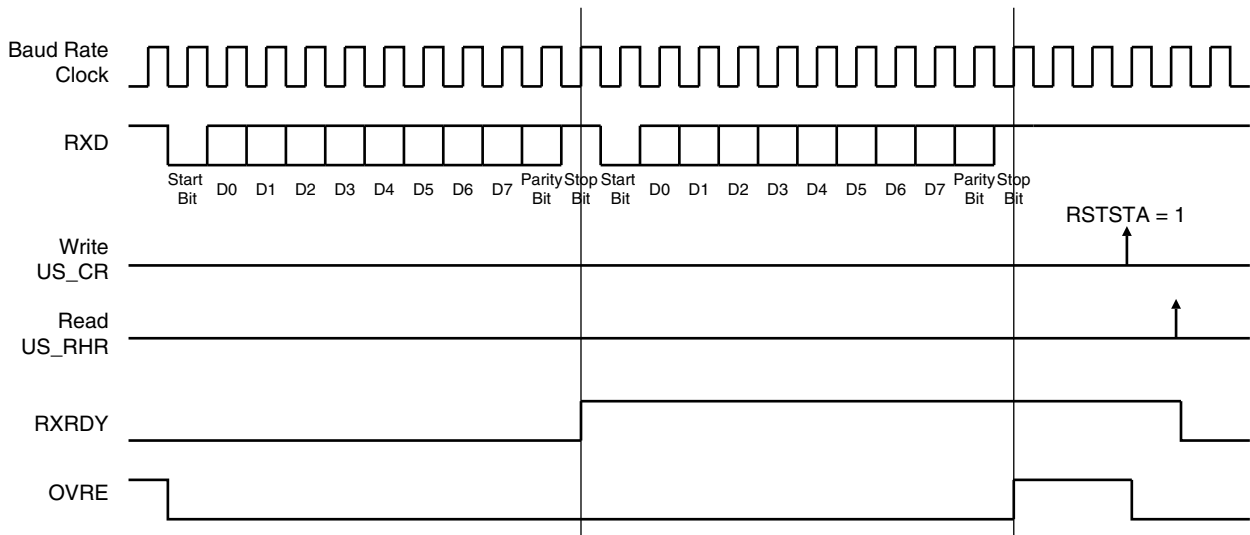 Baud Rate
Clock
RXD
Start
Bit
D0
D1
D2
D3
D4
D5
D6
D7
Parity
Bit
Stop
Bit
Start
Bit
D0
D1
D2
D3
D4
D5
D6
D7
Parity
Bit
Stop
Bit
RSTSTA = 1
Write
US_CR
Read
US_RHR
RXRDY
OVRE